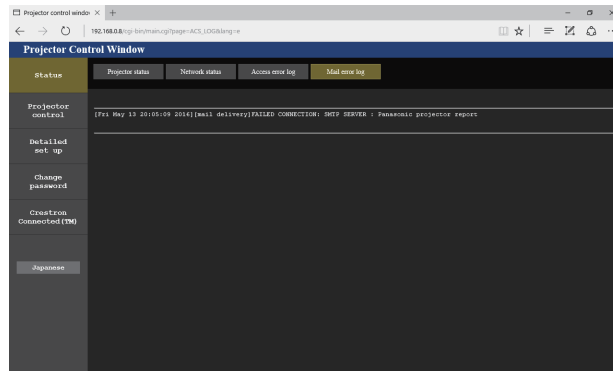 Projector control window
192.168.0.8/cgi-bin/main.cgi?page=ACS_LOG&lang=e
Projector Control Window
Status
Projector status
Network status
Access error log
Mail error log
[Fri May 13 20:05:09 2016][mail delivery]FAILED CONNECTION: SMTP SERVER : Panasonic projector report
Projector
control
Detailed
set up
Change
password
Crestron
Connected(TM)
Japanese